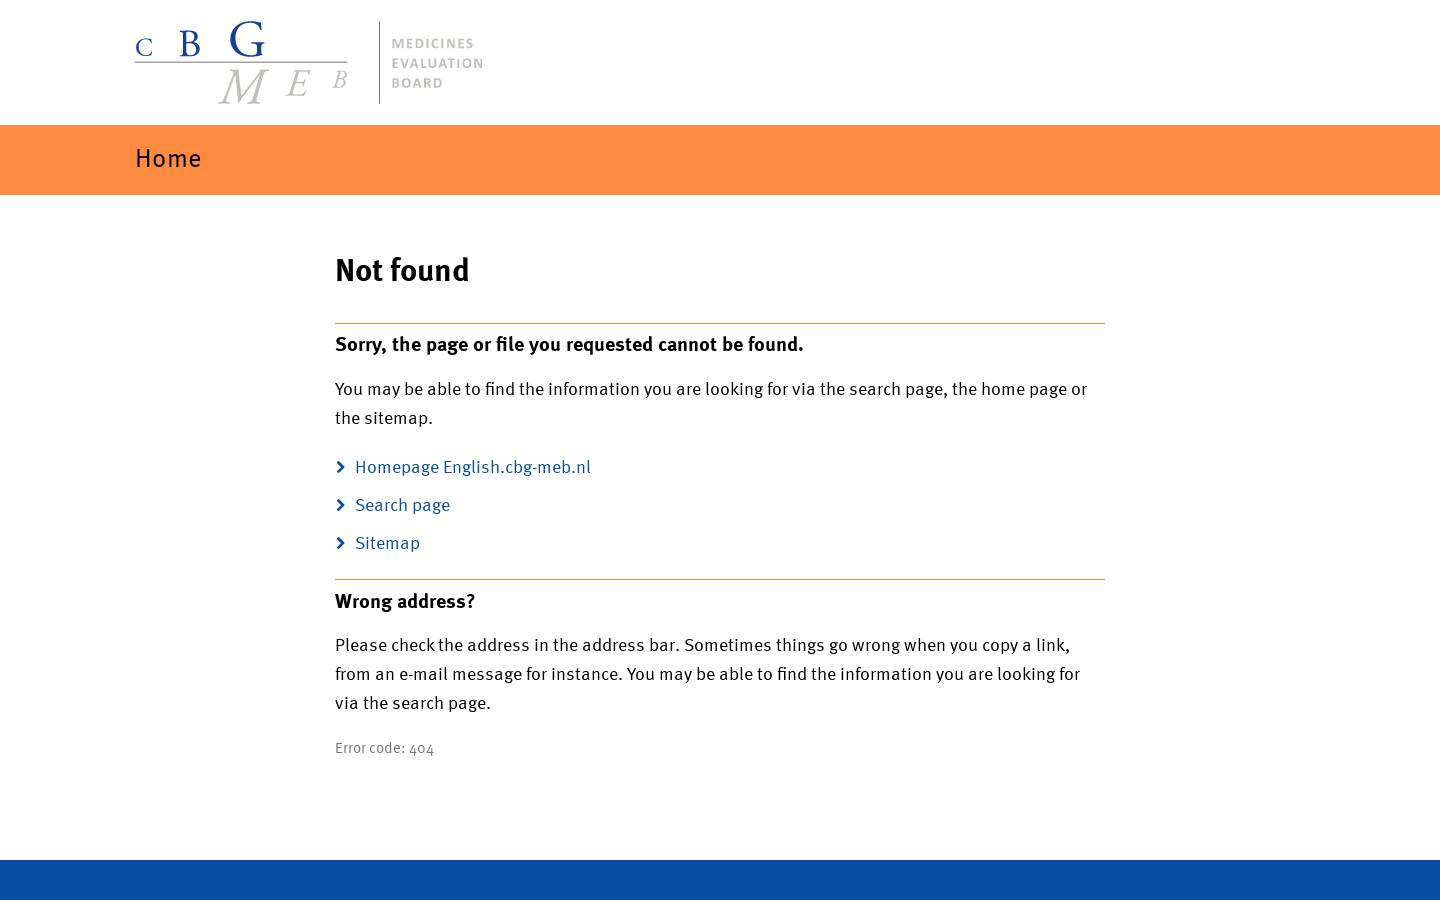 C B G
M E B
MEDICINES
EVALUATION
BOARD
Home
Not found
Sorry, the page or file you requested cannot be found.
You may be able to find the information you are looking for via the search page, the home page or
the sitemap.
Homepage English.cbg-meb.nl
Search page
Sitemap
Wrong address?
Please check the address in the address bar. Sometimes things go wrong when you copy a link,
from an e-mail message for instance. You may be able to find the information you are looking for
via the search page.
Error code: 404